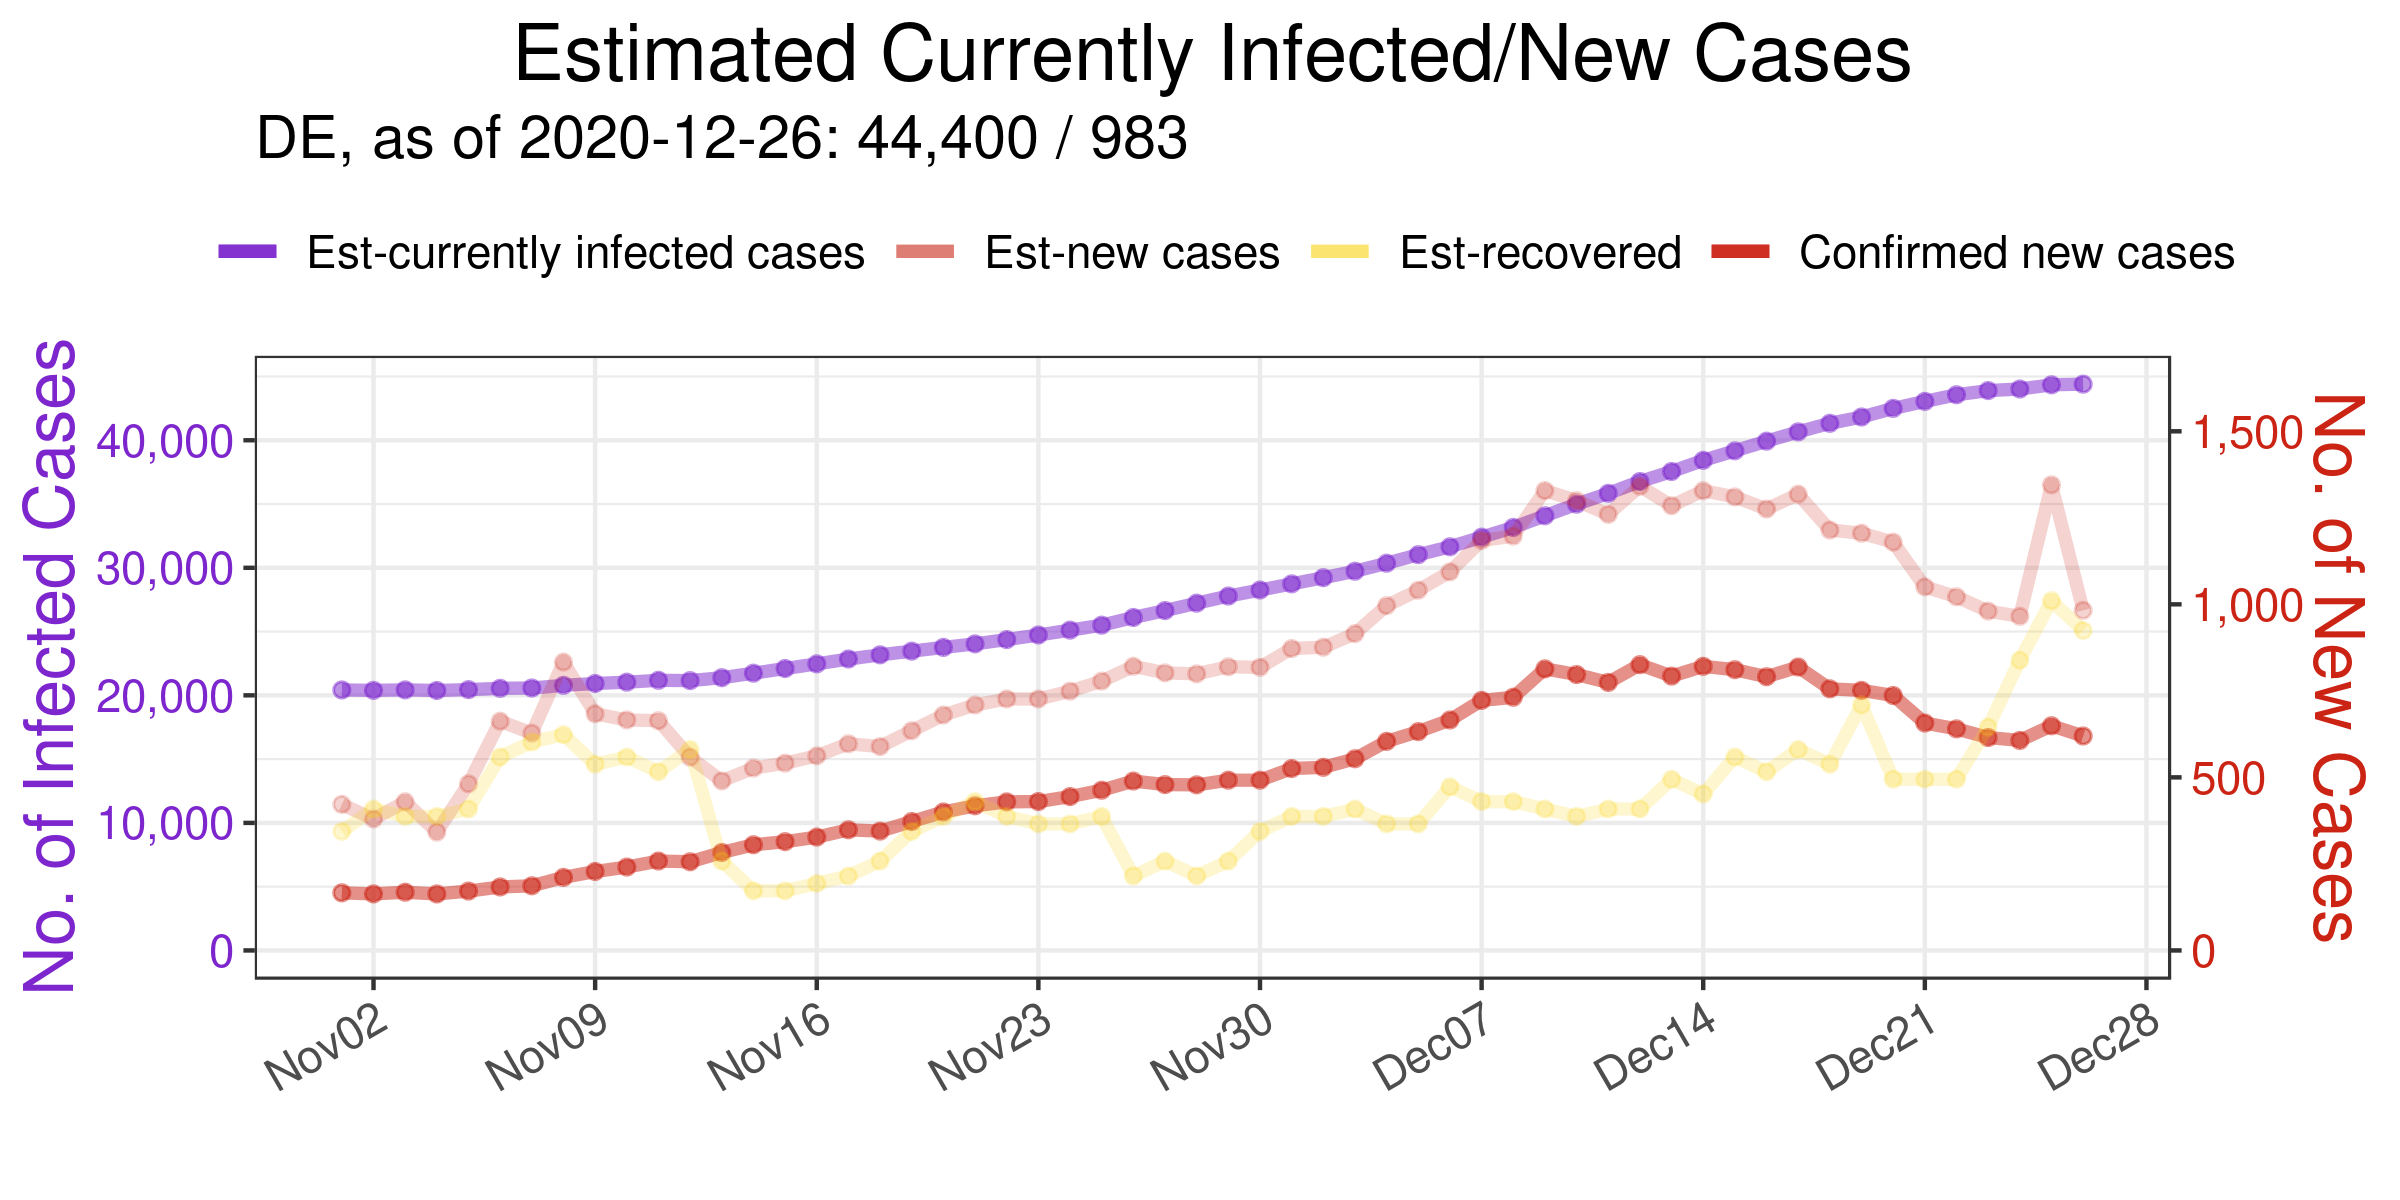 Estimated Currently Infected/New Cases
DE, as of 2020-12-26: 44,400 / 983
Est-currently infected cases Est-new cases Est-recovered Confirmed new cases
No. of Infected Cases
40,000
30,000
20,000
10,000
0
1,500
1,000
500
0
No. of New Cases
Nov02 Nov09 Nov16 Nov23 Nov30 Dec07 Dec14 Dec21 Dec28